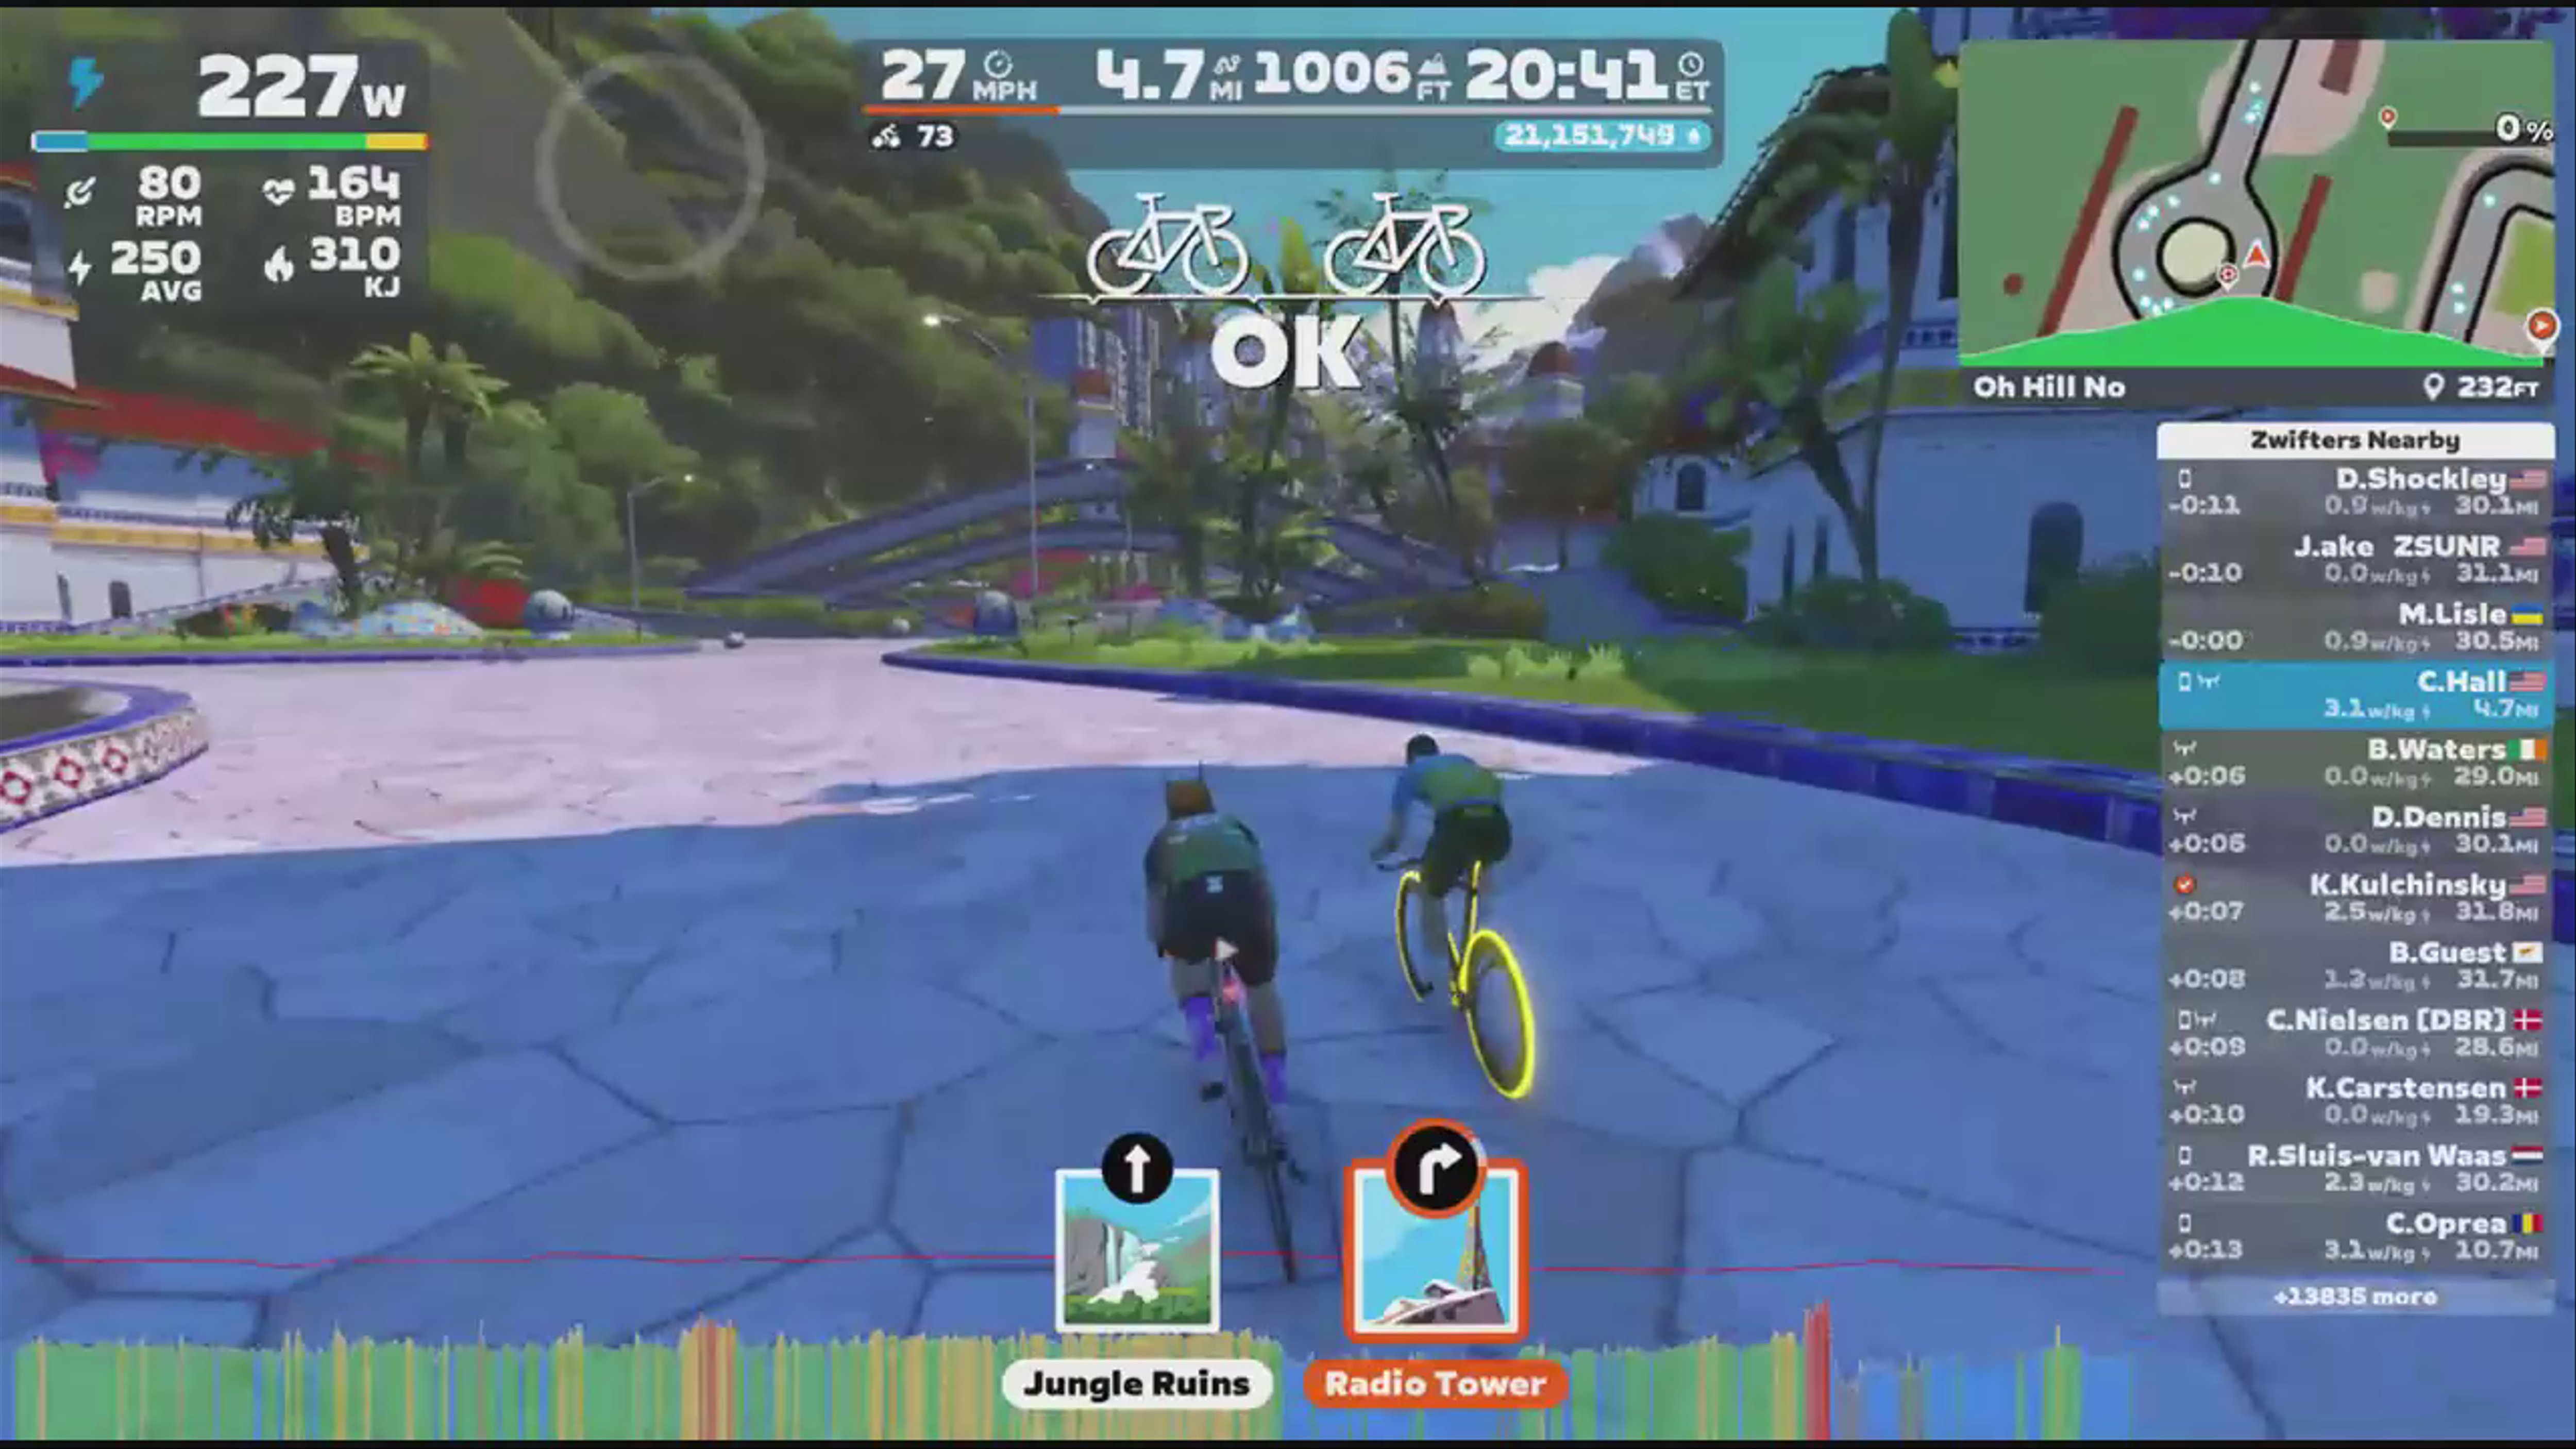 227w
80 RPM
164 BPM
250 AVG
310 KJ
27 MPH 4.7 MI 1006 FT 20:41 ET
73
21,151,749
OK
0%
Oh Hill No 232FT
Zwifters Nearby
D.Shockley
-0:11 0.9w/kg 30.1MI
J.ake ZSUNR
-0:10 0.0w/kg 31.1MI
M.Lisle
-0:00 0.9w/kg 30.5MI
C.Hall
3.1w/kg 4.7MI
B.Waters
+0:06 0.0w/kg 29.0MI
D.Dennis
+0:06 0.0w/kg 30.1MI
K.Kulchinsky
+0:07 2.5w/kg 31.8MI
B.Guest
+0:08 1.3w/kg 31.7MI
C.Nielsen [DBR]
+0:09 0.0w/kg 28.6MI
K.Carstensen
+0:10 0.0w/kg 19.3MI
R.Sluis-van Waas
+0:12 2.3w/kg 30.2MI
C.Oprea
+0:13 3.1w/kg 10.7MI
+13835 more
Jungle Ruins
Radio Tower